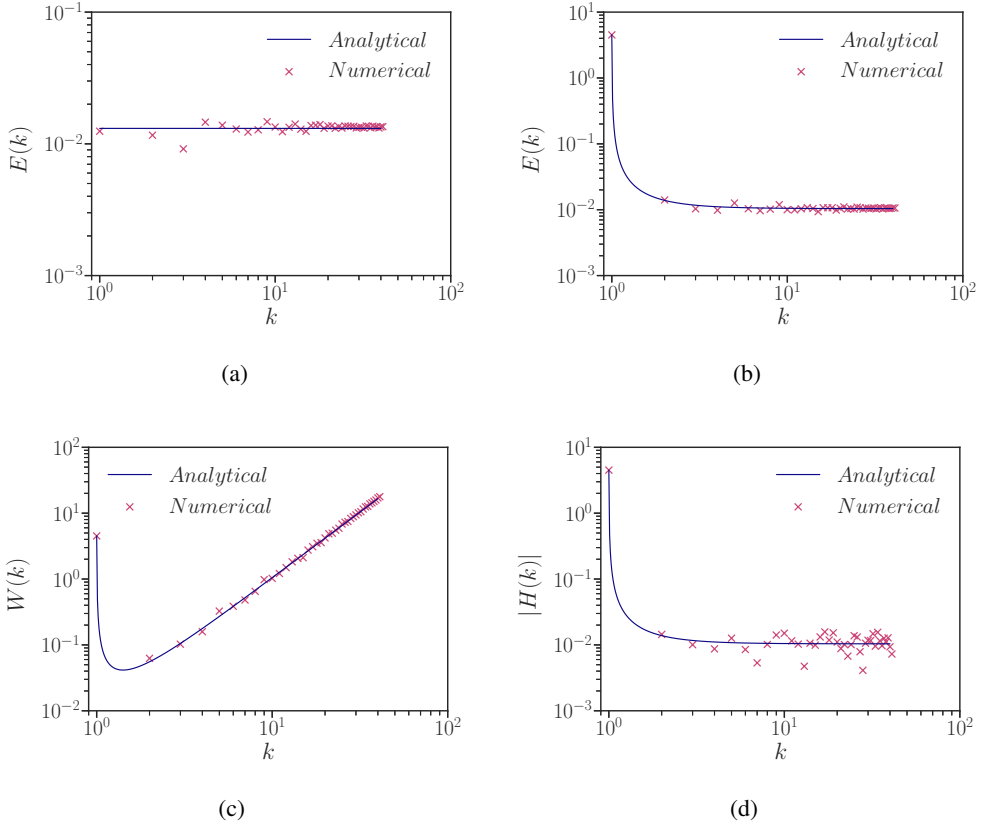 10^{-1}
10^{-2}
10^{-3}
E(k)
Analytical
Numerical
10^0
10^1
10^2
k
(a)
10^1
10^0
10^{-1}
10^{-2}
10^{-3}
E(k)
Analytical
Numerical
10^0
10^1
10^2
k
(b)
10^2
10^1
10^0
10^{-1}
10^{-2}
W(k)
Analytical
Numerical
10^0
10^1
10^2
k
(c)
10^1
10^0
10^{-1}
10^{-2}
10^{-3}
|H(k)|
Analytical
Numerical
10^0
10^1
10^2
k
(d)